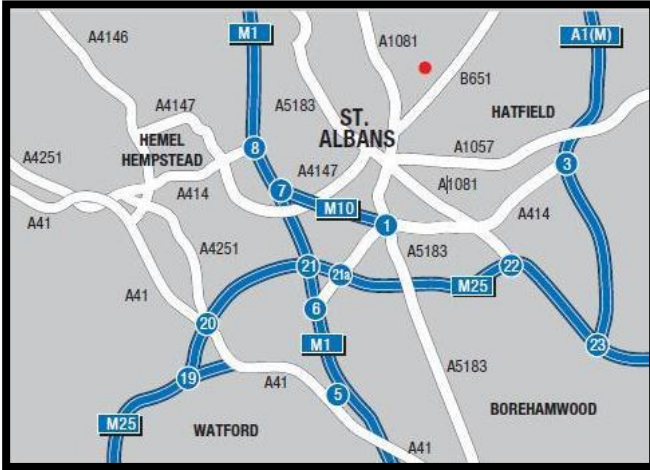 A4146
M1
A1081
A1(M)
B651
A4147
A5183
HATFIELD
ST.
ALBANS
HEMEL
HEMPSTEAD
8
A1057
3
A4251
A4147
A414
7
A1081
M10
A41
1
A414
A4251
A5183
21
21a
22
M25
A41
6
20
M1
23
A5183
19
A41
5
M25
WATFORD
BOREHAMWOOD
A41